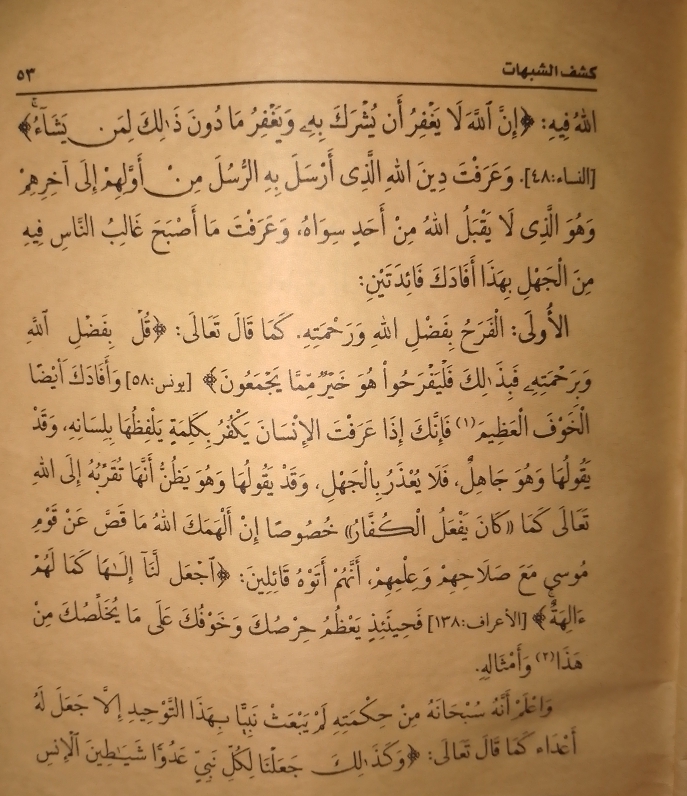 كشف الشبهات ٥٣
اللهُ فِيهِ: ﴿إِنَّ ٱللَّهَ لَا يَغْفِرُ أَن يُشْرَكَ بِهِۦ وَيَغْفِرُ مَا دُونَ ذَٰلِكَ لِمَن يَشَآءُ﴾
[النساء:٤٨]. وَعَرَفْتَ دِينَ اللهِ الَّذِى أَرْسَلَ بِهِ الرُّسُلَ مِنْ أَوَّلِهِمْ إِلَى آخِرِهِمْ
وَهُوَ الَّذِى لَا يَقْبَلُ اللهُ مِنْ أَحَدٍ سِوَاهُ، وَعَرَفْتَ مَا أَصْبَحَ غَالِبُ النَّاسِ فِيهِ
مِنَ الْجَهْلِ بِهَذَا أَفَادَكَ فَائِدَتَيْنِ:
الأُولَى: الْفَرَحُ بِفَضْلِ اللهِ وَرَحْمَتِهِ. كَمَا قَالَ تَعَالَى: ﴿قُلْ بِفَضْلِ ٱللَّهِ
وَبِرَحْمَتِهِۦ فَبِذَٰلِكَ فَلْيَفْرَحُوا۟ هُوَ خَيْرٌ مِّمَّا يَجْمَعُونَ﴾ [يونس:٥٨] وَأَفَادَكَ أَيْضًا
الْخَوْفَ الْعَظِيمَ(١) فَإِنَّكَ إِذَا عَرَفْتَ الإِنْسَانَ يَكْفُرُ بِكَلِمَةٍ يَلْفِظُهَا بِلِسَانِهِ، وَقَدْ
يَقُولُهَا وَهُوَ جَاهِلٌ، فَلَا يُعْذَرُ بِالْجَهْلِ، وَقَدْ يَقُولُهَا وَهُوَ يَظُنُّ أَنَّهَا تُقَرِّبُهُ إِلَى اللهِ
تَعَالَى كَمَا «كَانَ يَفْعَلُ الْكُفَّارُ» خُصُوصًا إِنْ أَلْهَمَكَ اللهُ مَا قَصَّ عَنْ قَوْمِ
مُوسى مَعَ صَلَاحِهِمْ وَعِلْمِهِمْ، أَنَّهُمْ أَتَوْهُ قَائِلِينَ: ﴿ٱجْعَل لَّنَآ إِلَٰهًا كَمَا لَهُمْ
ءَالِهَةٌ﴾ [الأعراف:١٣٨] فَحِينَئِذٍ يَعْظُمُ حِرْصُكَ وَخَوْفُكَ عَلَى مَا يُخَلِّصُكَ مِنْ
هَذَا(٢) وَأَمْثَالِهِ.
وَاعْلَمْ أَنَّهُ سُبْحَانَهُ مِنْ حِكْمَتِهِ لَمْ يَبْعَثْ نَبِيًّا بِهَذَا التَّوْحِيدِ إِلَّا جَعَلَ لَهُ
أَعْدَاء كَمَا قَالَ تَعَالَى: ﴿وَكَذَٰلِكَ جَعَلْنَا لِكُلِّ نَبِىٍّ عَدُوًّا شَيَٰطِينَ ٱلْإِنسِ